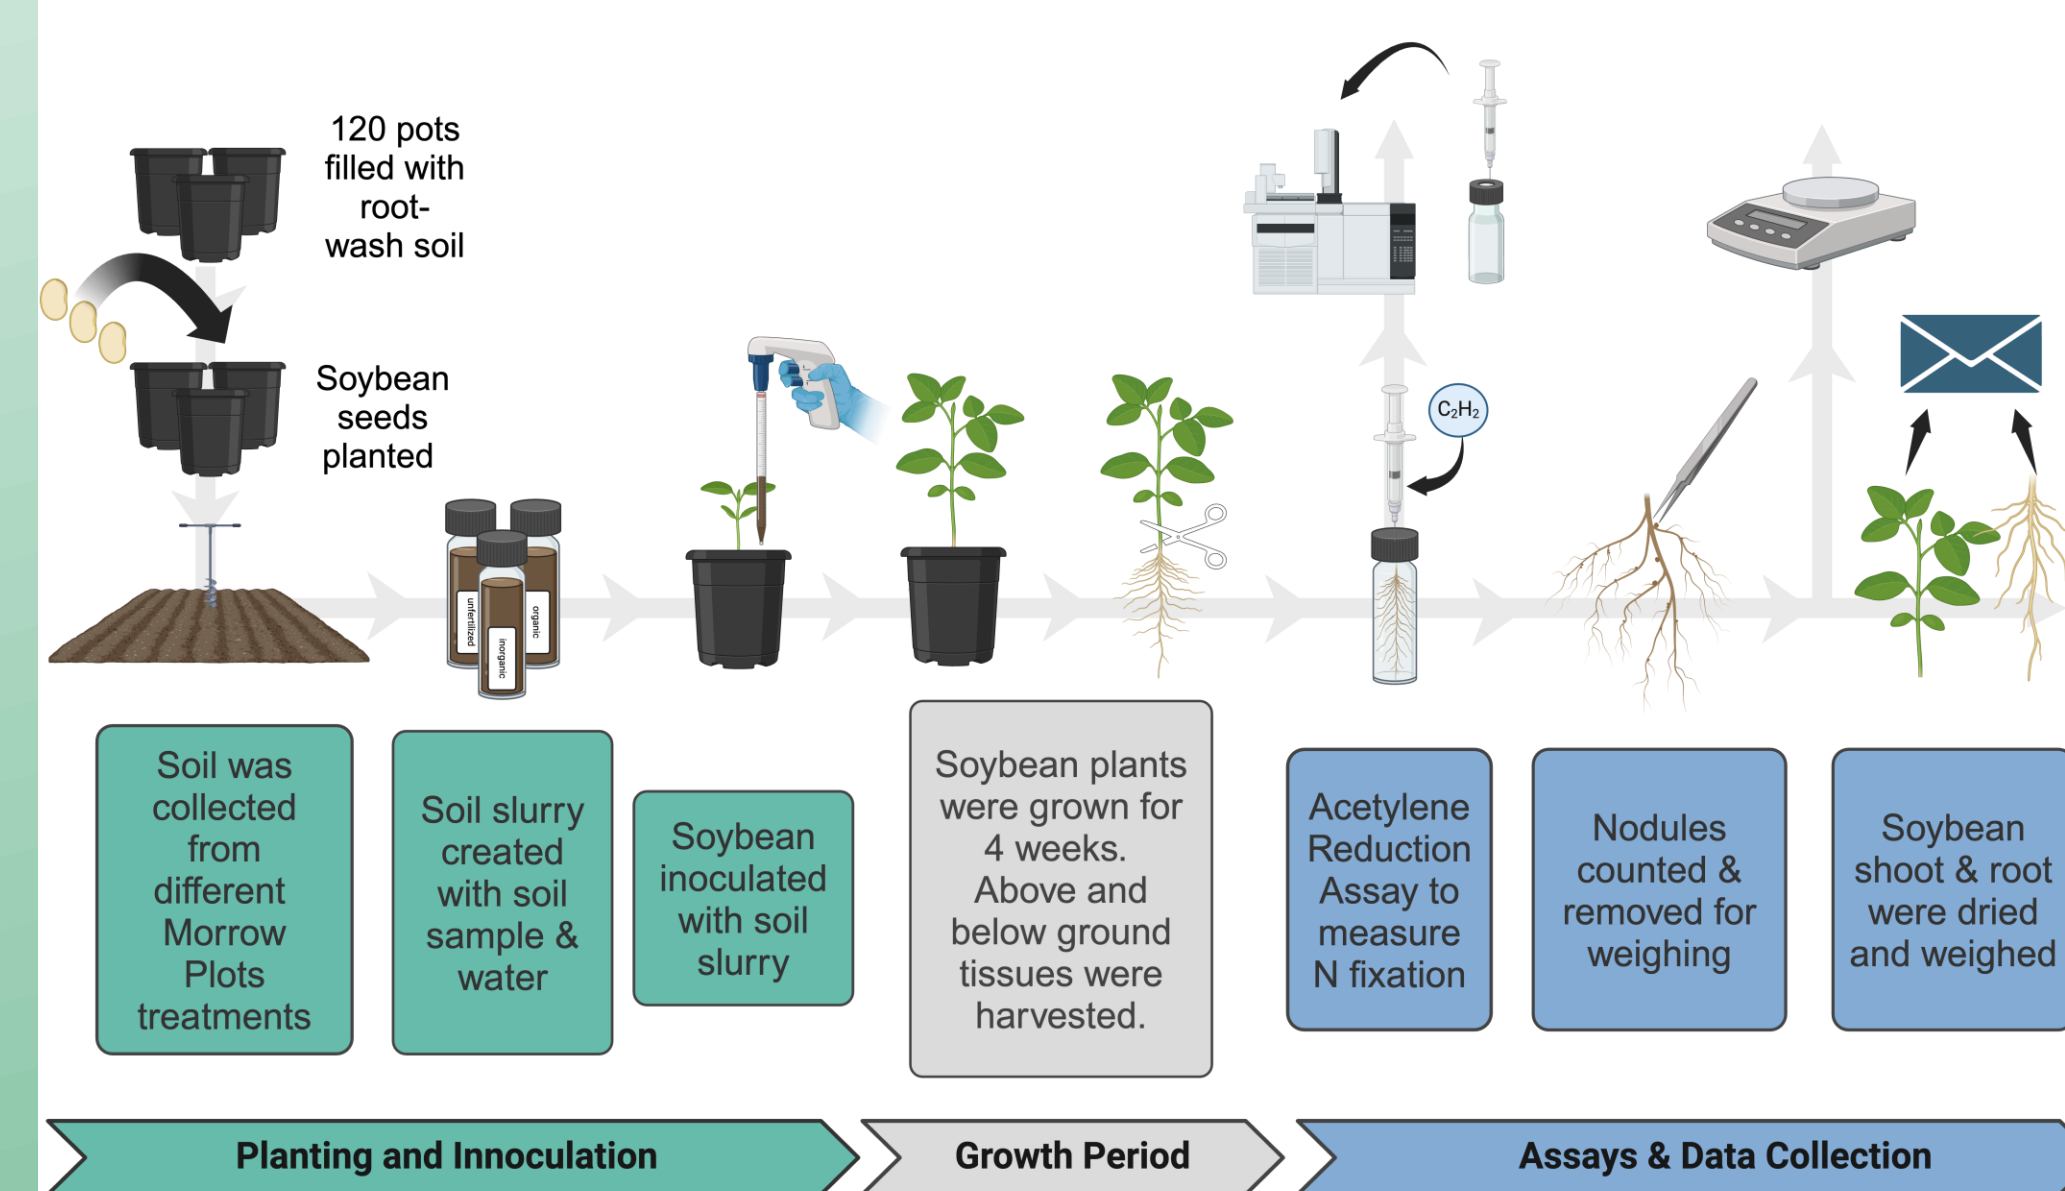 120 pots
filled with
root-
wash soil
Soybean
seeds
planted
unfertilized
organic
inorganic
C₂H₂
Soil was
collected
from
different
Morrow
Plots
treatments
Soil slurry
created
with soil
sample &
water
Soybean
inoculated
with soil
slurry
Soybean plants
were grown for
4 weeks.
Above and
below ground
tissues were
harvested.
Acetylene
Reduction
Assay to
measure
N fixation
Nodules
counted &
removed for
weighing
Soybean
shoot & root
were dried
and weighed
Planting and Innoculation
Growth Period
Assays & Data Collection